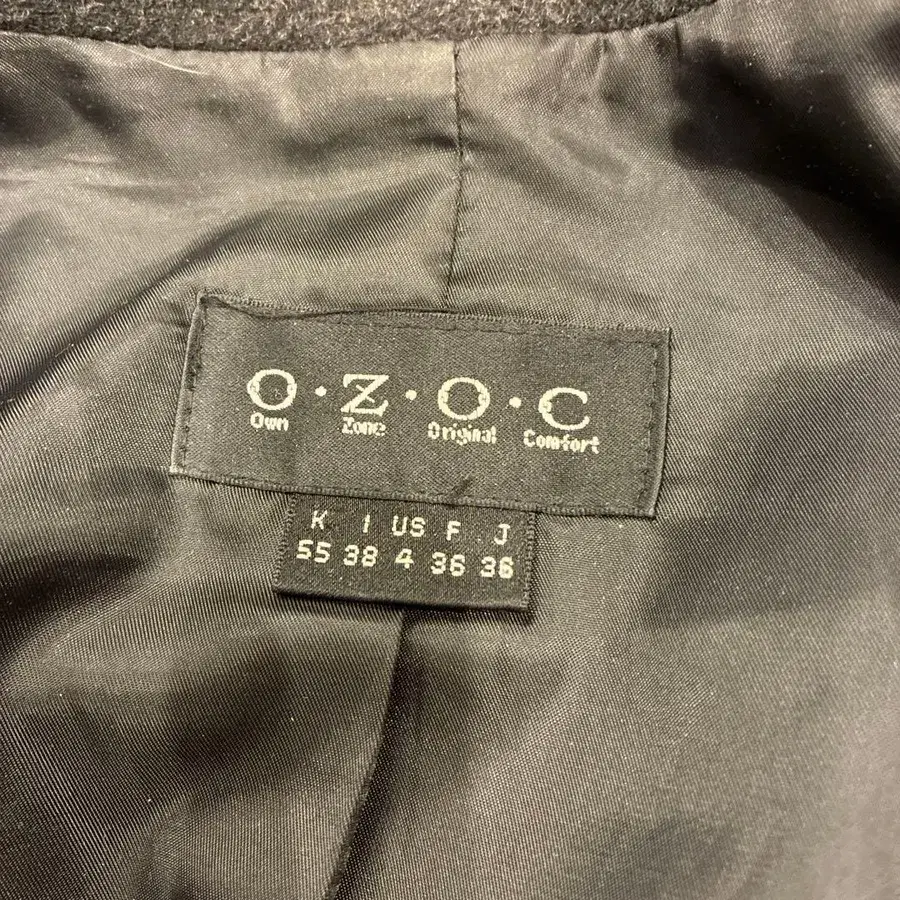 O·Z·O·C
Own Zone Original Comfort
K I US F J
55 38 4 36 36